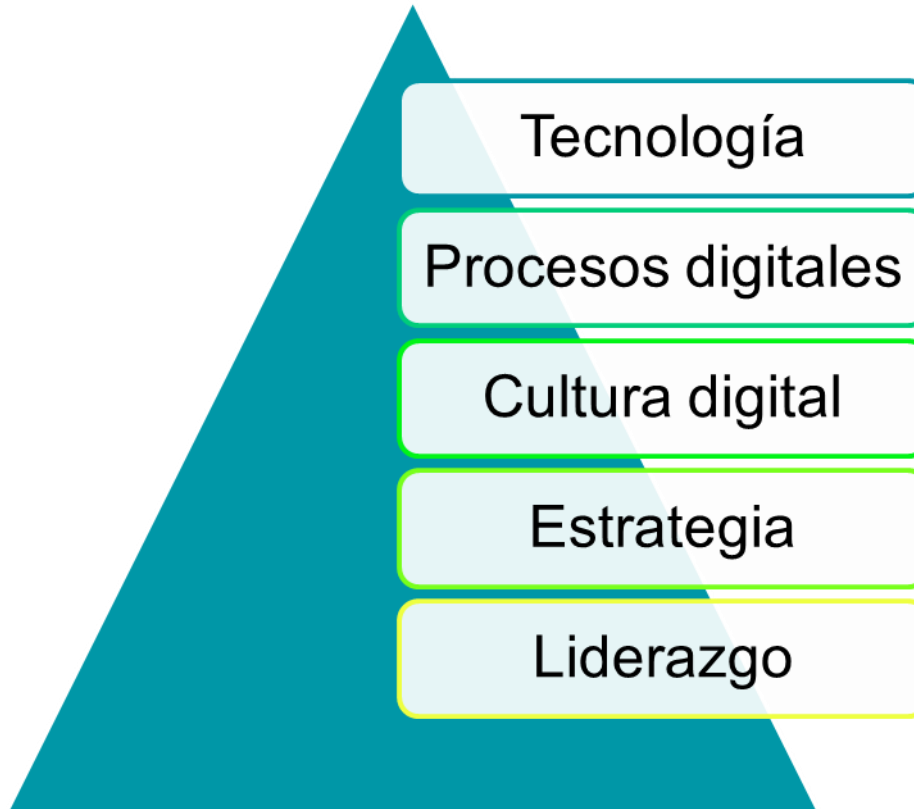 Tecnología
Procesos digitales
Cultura digital
Estrategia
Liderazgo